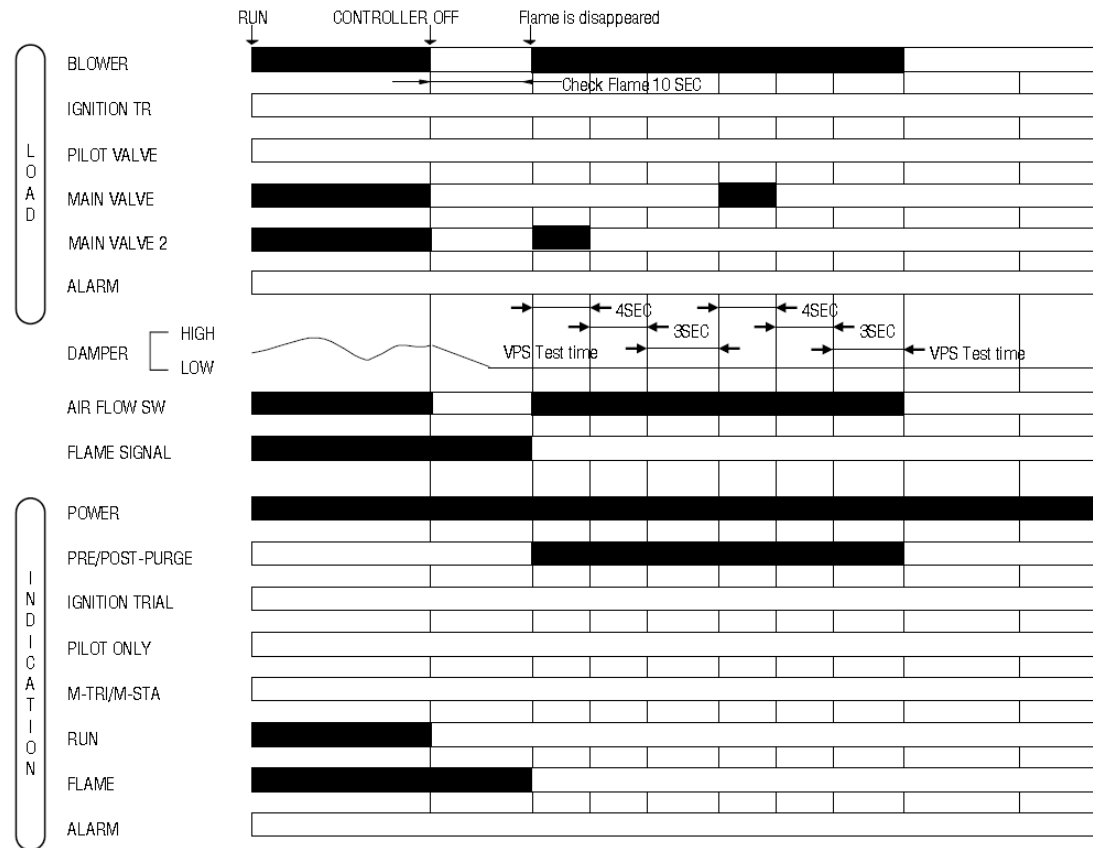 RUN CONTROLLER OFF Flame is disappeared
LOAD
BLOWER
Check Flame 10 SEC
IGNITION TR
PILOT VALVE
MAIN VALVE
MAIN VALVE 2
ALARM
4SEC 4SEC
HIGH
3SEC 3SEC
DAMPER
VPS Test time VPS Test time
LOW
AIR FLOW SW
FLAME SIGNAL
INDICATION
POWER
PRE/POST-PURGE
IGNITION TRIAL
PILOT ONLY
M-TRI/M-STA
RUN
FLAME
ALARM